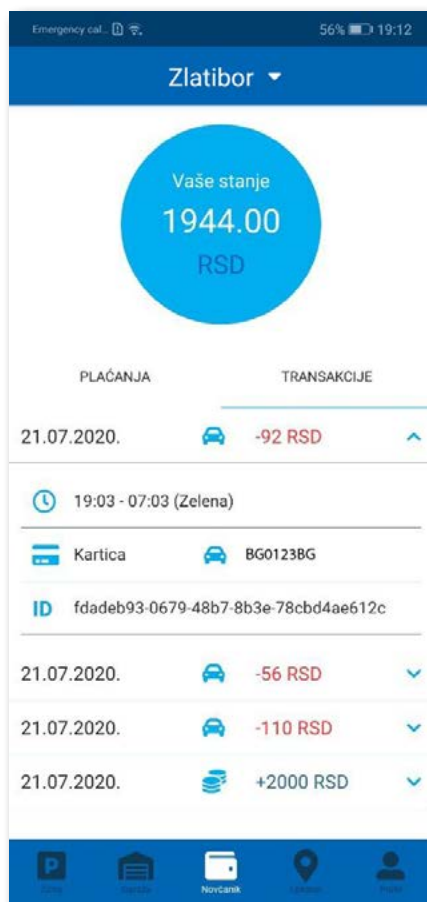 Emergency cal.. 56% 19:12
Zlatibor
Vaše stanje
1944.00
RSD
PLAĆANJA TRANSAKCIJE
21.07.2020. -92 RSD
19:03 - 07:03 (Zelena)
Kartica BG0123BG
ID fdadeb93-0679-48b7-8b3e-78cbd4ae612c
21.07.2020. -56 RSD
21.07.2020. -110 RSD
21.07.2020. +2000 RSD
P
Novčanik